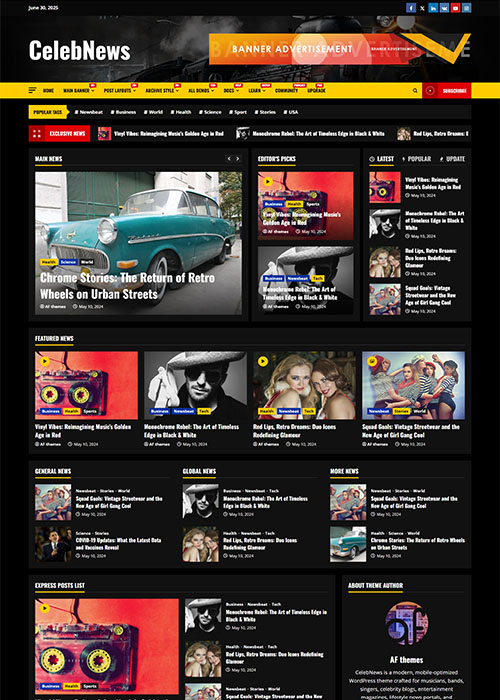 June 30, 2025
CelebNews
BANNER ADVERTISEMENT
BANNER ADVERTISEMENT
HOME
MAIN BANNER
POST LAYOUTS
ARCHIVE STYLE
ALL DEMOS
DOCS
LEARN
COMMUNITY
UPGRADE
SUBSCRIBE
POPULAR TAGS
# Newsbeat
# Business
# World
# Health
# Science
# Sport
# Stories
# USA
EXCLUSIVE NEWS
Vinyl Vibes: Reimagining Music's Golden Age in Red
Monochrome Rebel: The Art of Timeless Edge in Black & White
Red Lips, Retro Dreams: D
MAIN NEWS
Health
Science
World
Chrome Stories: The Return of Retro
Wheels on Urban Streets
AF themes
May 10, 2024
EDITOR'S PICKS
Business
Health
Sports
Vinyl Vibes: Reimagining Music's
Golden Age in Red
AF themes
May 10, 2024
Business
Newsbeat
Tech
Monochrome Rebel: The Art of
Timeless Edge in Black & White
AF themes
May 10, 2024
LATEST
POPULAR
UPDATE
Vinyl Vibes: Reimagining
Music's Golden Age in Red
May 10, 2024
Monochrome Rebel: The Art
of Timeless Edge in Black &
White
May 10, 2024
Red Lips, Retro Dreams:
Duo Icons Redefining
Glamour
May 10, 2024
Squad Goals: Vintage
Streetwear and the New
Age of Girl Gang Cool
May 10, 2024
FEATURED NEWS
Business
Health
Sports
Vinyl Vibes: Reimagining Music's Golden
Age in Red
AF themes
May 10, 2024
Business
Newsbeat
Tech
Monochrome Rebel: The Art of Timeless
Edge in Black & White
AF themes
May 10, 2024
Health
Newsbeat
Tech
Red Lips, Retro Dreams: Duo Icons
Redefining Glamour
AF themes
May 10, 2024
Newsbeat
Stories
World
Squad Goals: Vintage Streetwear and the
New Age of Girl Gang Cool
AF themes
May 10, 2024
GENERAL NEWS
Newsbeat · Stories · World
Squad Goals: Vintage Streetwear and the
New Age of Girl Gang Cool
May 10, 2024
Science · Stories
COVID-19 Updates: What the Latest Data
and Vaccines Reveal
May 10, 2024
GLOBAL NEWS
Business · Newsbeat · Tech
Monochrome Rebel: The Art of Timeless
Edge in Black & White
May 10, 2024
Health · Newsbeat · Tech
Red Lips, Retro Dreams: Duo Icons
Redefining Glamour
May 10, 2024
MORE NEWS
Newsbeat · Stories · World
Squad Goals: Vintage Streetwear and the
New Age of Girl Gang Cool
May 10, 2024
Health · Science · World
Chrome Stories: The Return of Retro Wheels
on Urban Streets
May 10, 2024
EXPRESS POSTS LIST
Business · Newsbeat · Tech
Monochrome Rebel: The Art of Timeless Edge in
Black & White
May 10, 2024
Health · Newsbeat · Tech
Red Lips, Retro Dreams: Duo Icons Redefining
Glamour
May 10, 2024
Newsbeat · Stories · World
Squad Goals: Vintage Streetwear and the New
ABOUT THEME AUTHOR
AF themes
CelebNews is a modern, mobile-optimized
WordPress theme crafted for musicians, bands,
singers, celebrity blogs, entertainment
magazines, lifestyle news portals, and